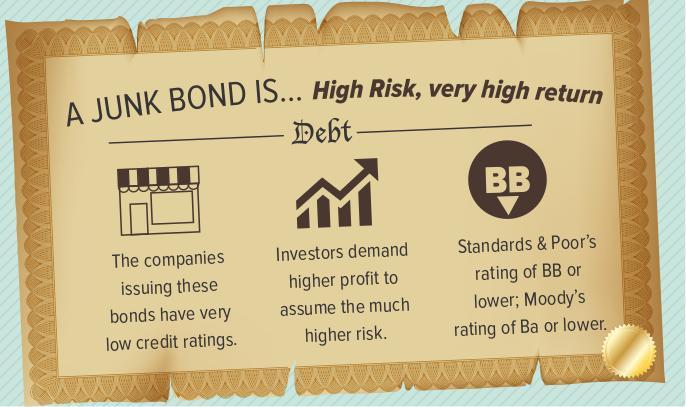 A JUNK BOND IS... High Risk, very high return
Debt
The companies
issuing these
bonds have very
low credit ratings.
Investors demand
higher profit to
assume the much
higher risk.
BB
Standards & Poor's
rating of BB or
lower; Moody's
rating of Ba or lower.